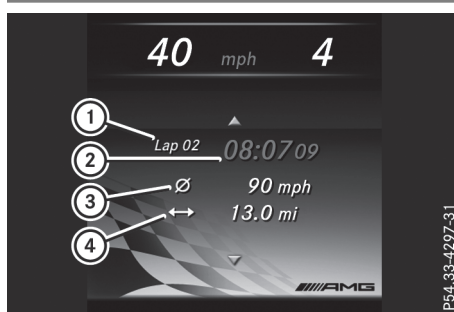 40 mph 4
1
Lap 02 08:07 09
2
3
Ø 90 mph
↔ 13.0 mi
4
AMG
P54.33-4297-31